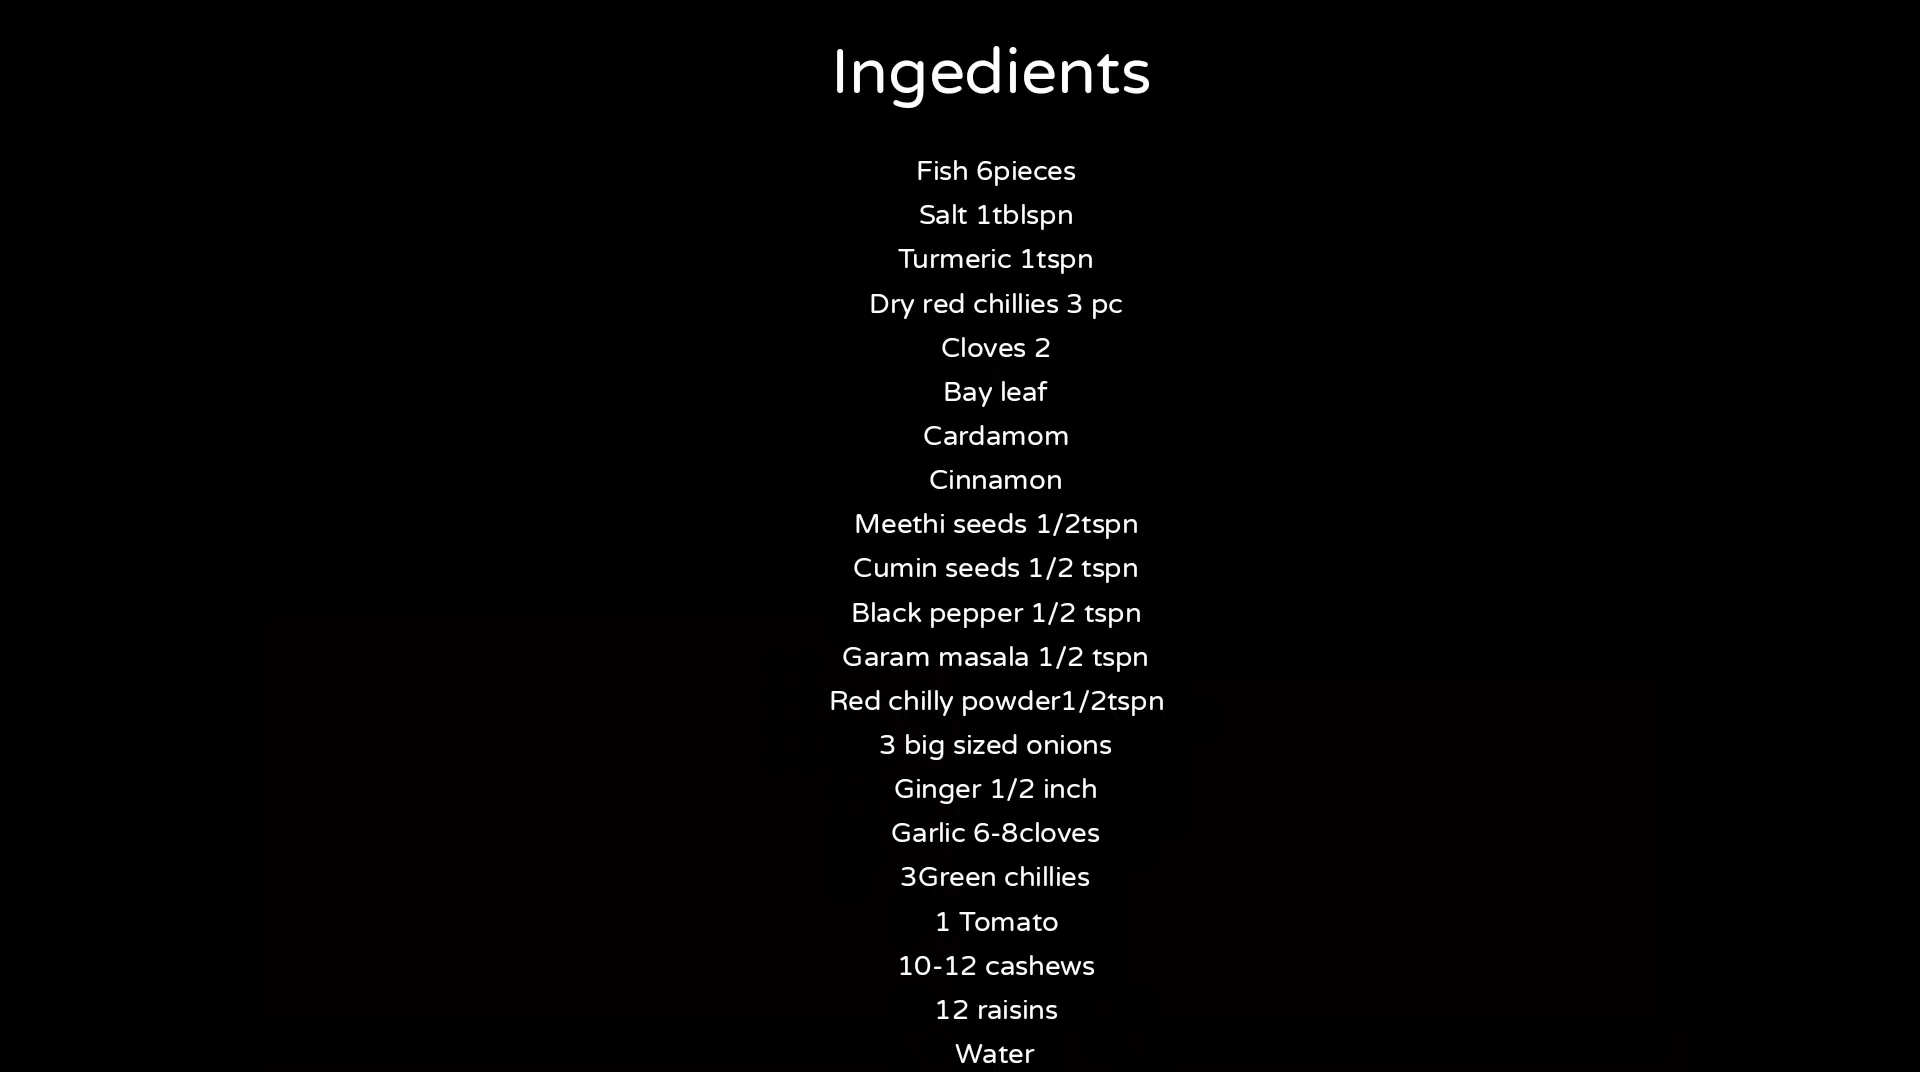 Ingedients
Fish 6pieces
Salt 1tblspn
Turmeric 1tspn
Dry red chillies 3 pc
Cloves 2
Bay leaf
Cardamom
Cinnamon
Meethi seeds 1/2tspn
Cumin seeds 1/2 tspn
Black pepper 1/2 tspn
Garam masala 1/2 tspn
Red chilly powder1/2tspn
3 big sized onions
Ginger 1/2 inch
Garlic 6-8cloves
3Green chillies
1 Tomato
10-12 cashews
12 raisins
Water